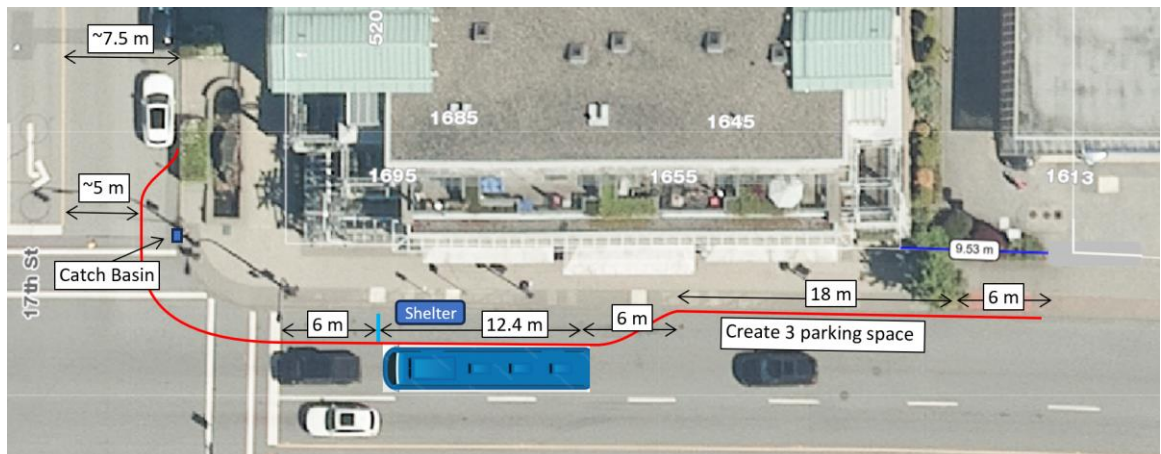 ~7.5 m
520
1685
1645
1695
1655
1613
~5 m
9.53 m
Catch Basin
17th St
Shelter
18 m
6 m
6 m
12.4 m
6 m
Create 3 parking space